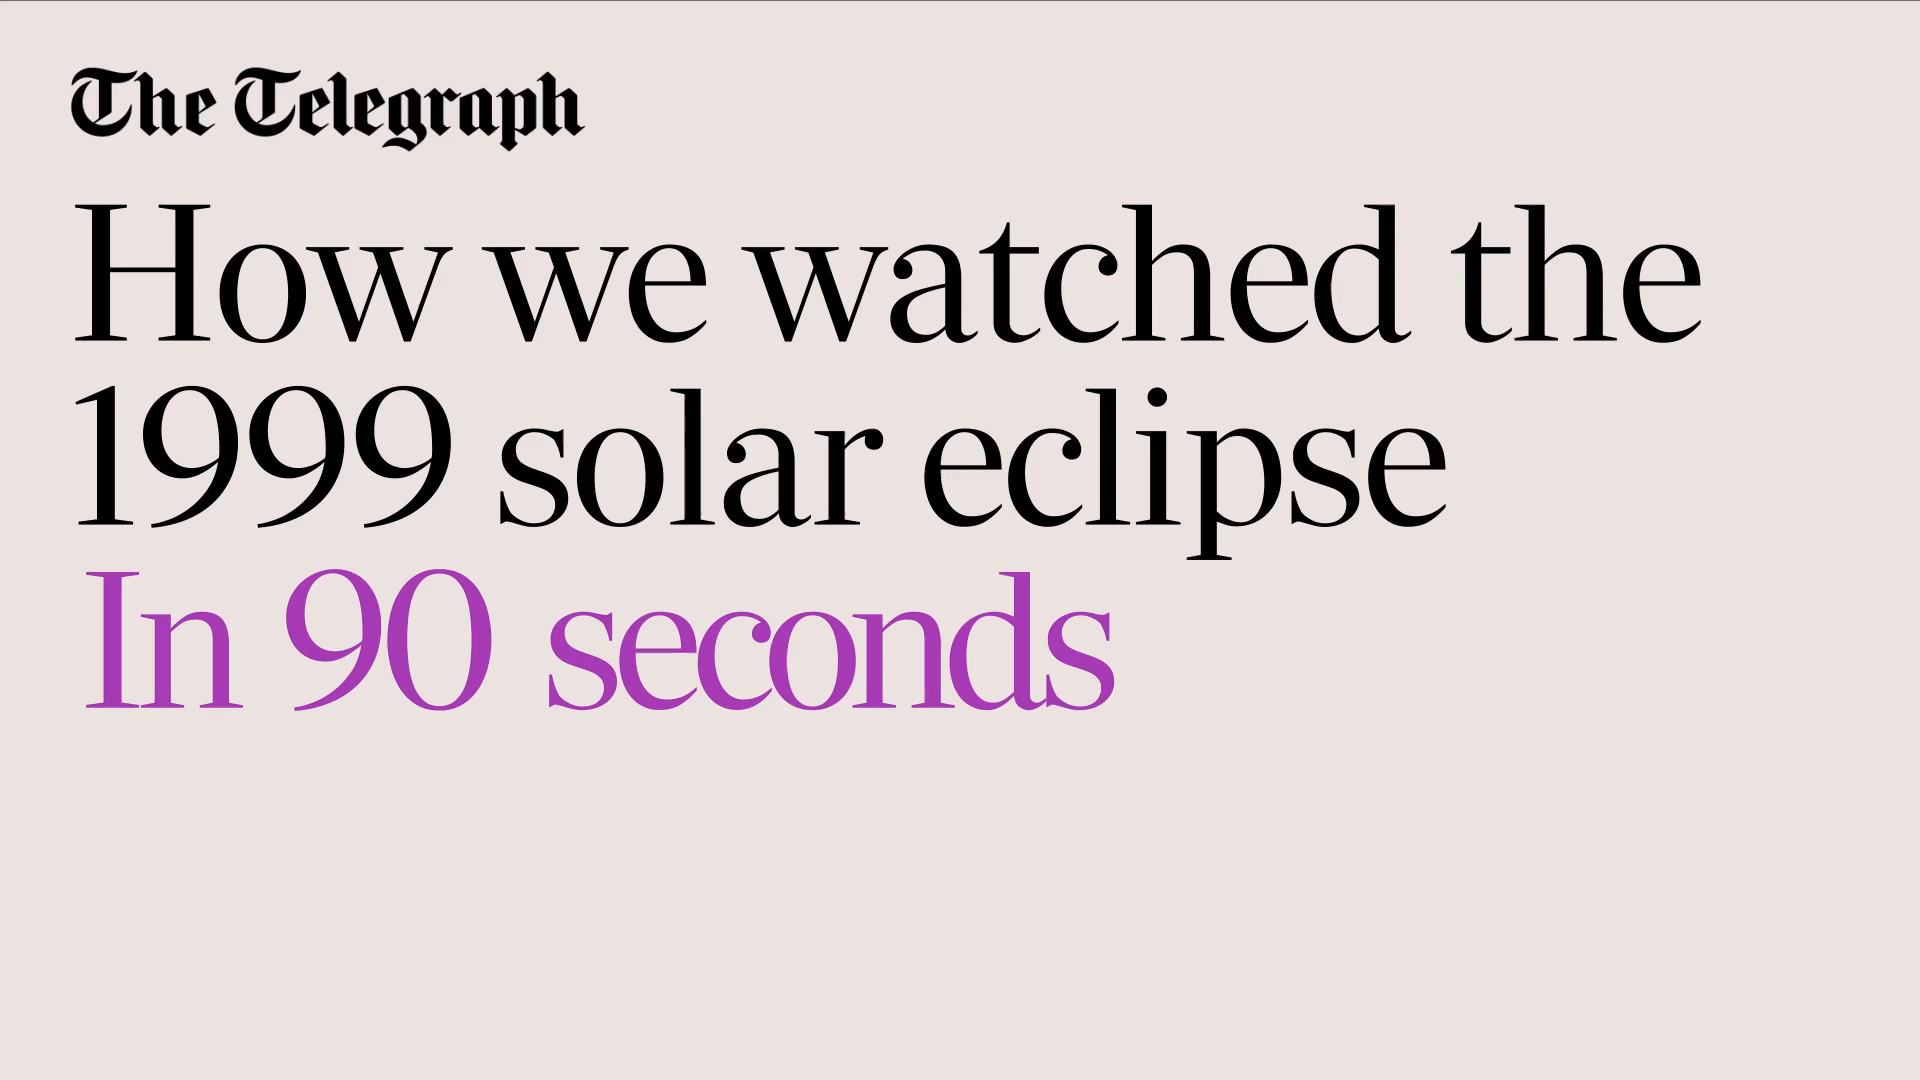 The Telegraph
How we watched the
1999 solar eclipse
In 90 seconds